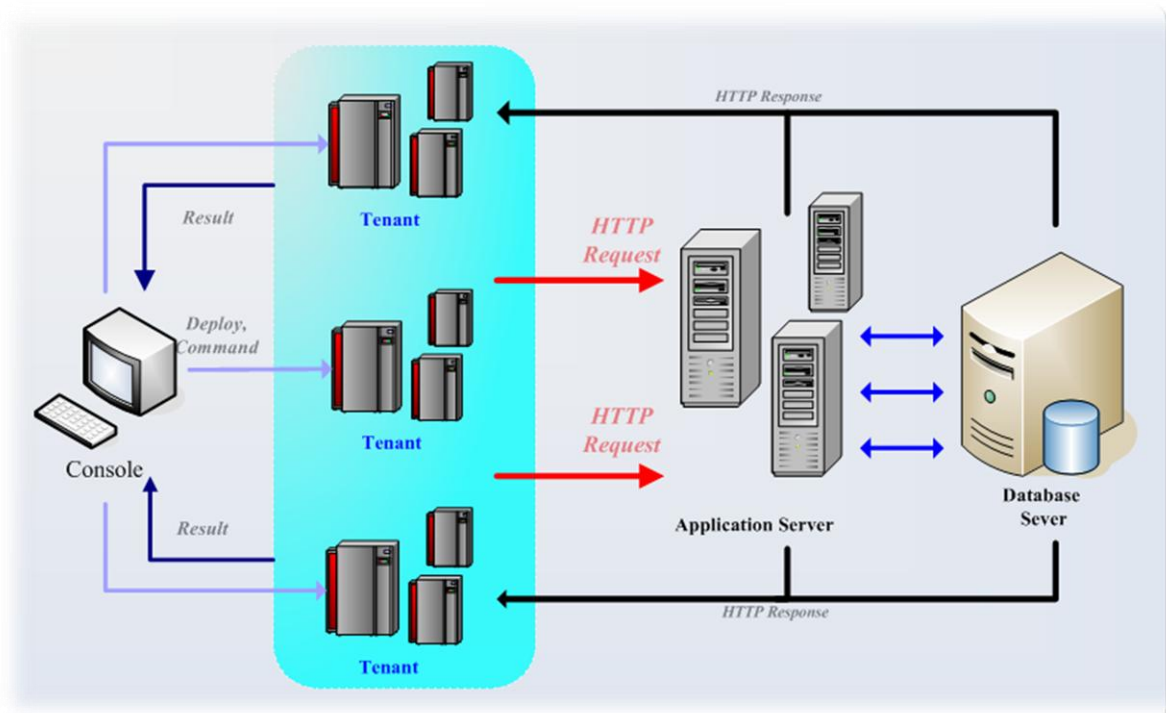 HTTP Response
Result
Tenant
HTTP
Request
Deploy,
Command
Tenant
HTTP
Request
Console
Database
Sever
Application Server
Result
HTTP Response
Tenant